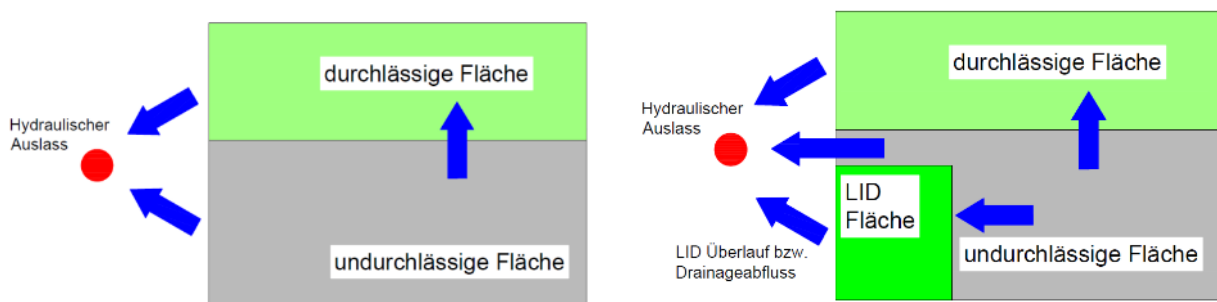 durchlässige Fläche
Hydraulischer
Auslass
undurchlässige Fläche
durchlässige Fläche
Hydraulischer
Auslass
LID
Fläche
LID Überlauf bzw.
Drainageabfluss
undurchlässige Fläche